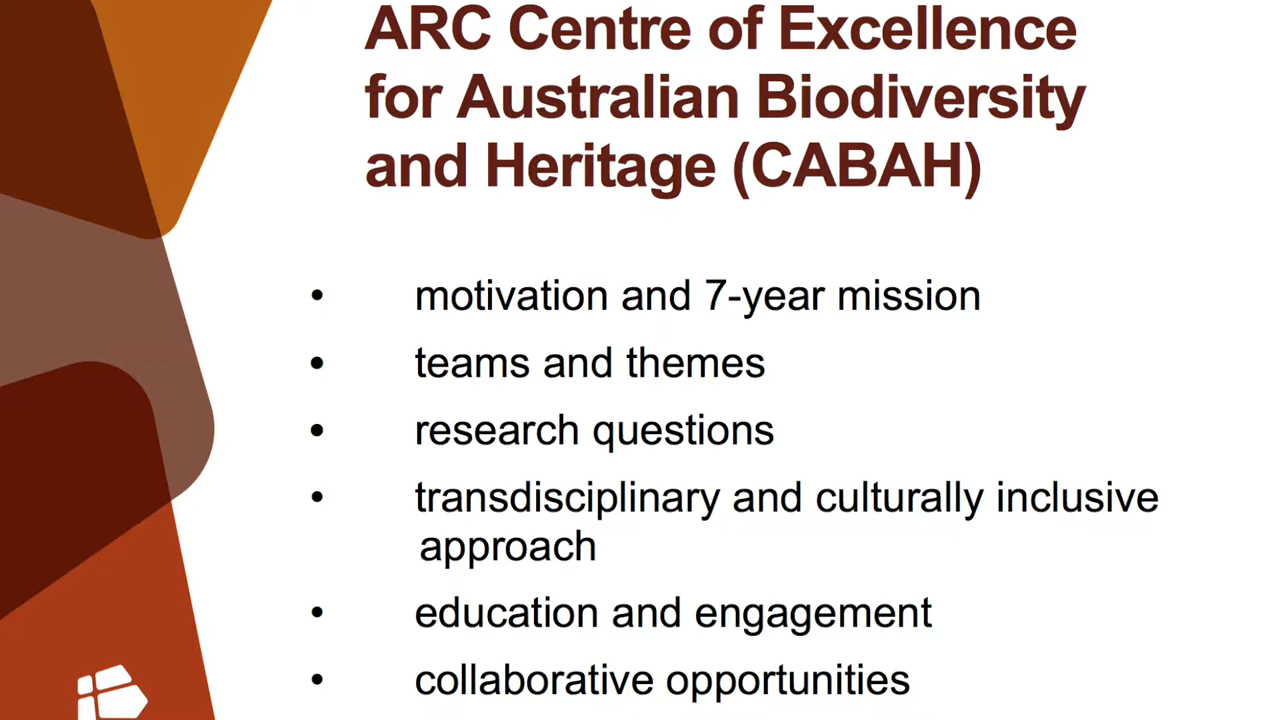 ARC Centre of Excellence
for Australian Biodiversity
and Heritage (CABAH)
• motivation and 7-year mission
• teams and themes
• research questions
• transdisciplinary and culturally inclusive
approach
• education and engagement
• collaborative opportunities